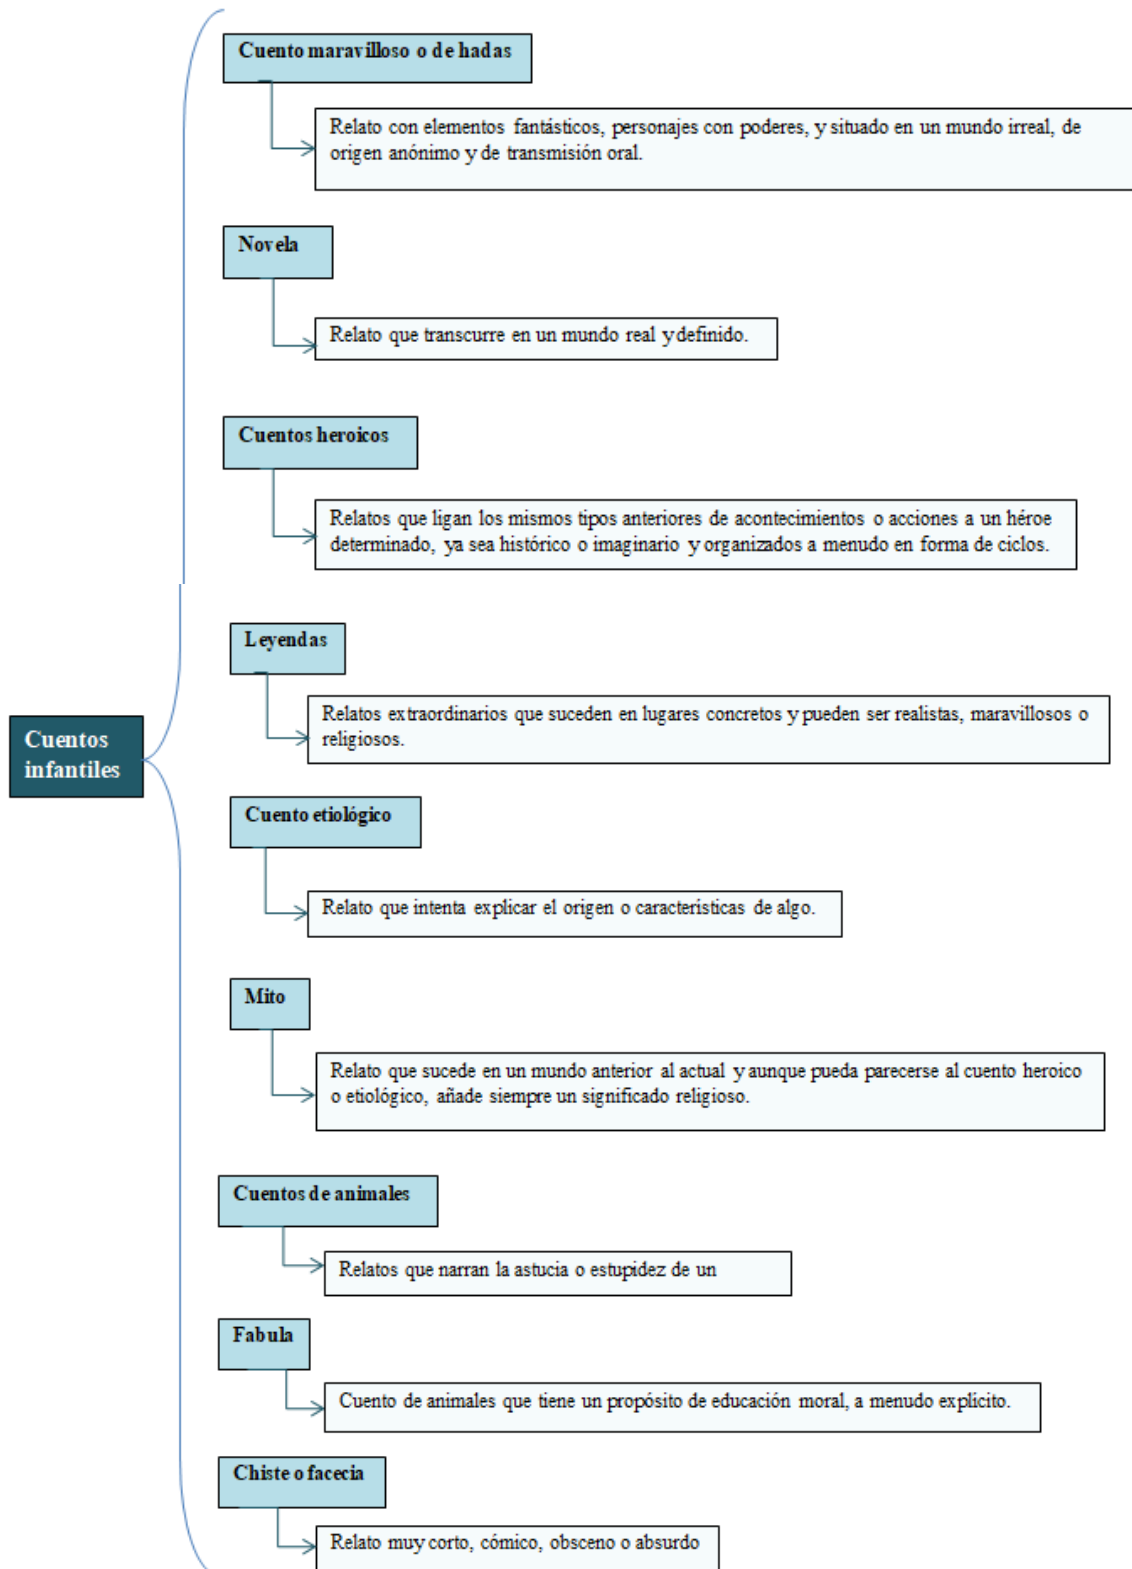 Cuento maravilloso o de hadas
Relato con elementos fantásticos, personajes con poderes, y situado en un mundo irreal, de
origen anónimo y de transmisión oral.
Novela
Relato que transcurre en un mundo real y definido.
Cuentos heroicos
Relatos que ligan los mismos tipos anteriores de acontecimientos o acciones a un héroe
determinado, ya sea histórico o imaginario y organizados a menudo en forma de ciclos.
Leyendas
Relatos extraordinarios que suceden en lugares concretos y pueden ser realistas, maravillosos o
religiosos.
Cuentos
infantiles
Cuento etiológico
Relato que intenta explicar el origen o características de algo.
Mito
Relato que sucede en un mundo anterior al actual y aunque pueda parecerse al cuento heroico
o etiológico, añade siempre un significado religioso.
Cuentos de animales
Relatos que narran la astucia o estupidez de un
Fabula
Cuento de animales que tiene un propósito de educación moral, a menudo explícito.
Chiste o facecia
Relato muy corto, cómico, obsceno o absurdo